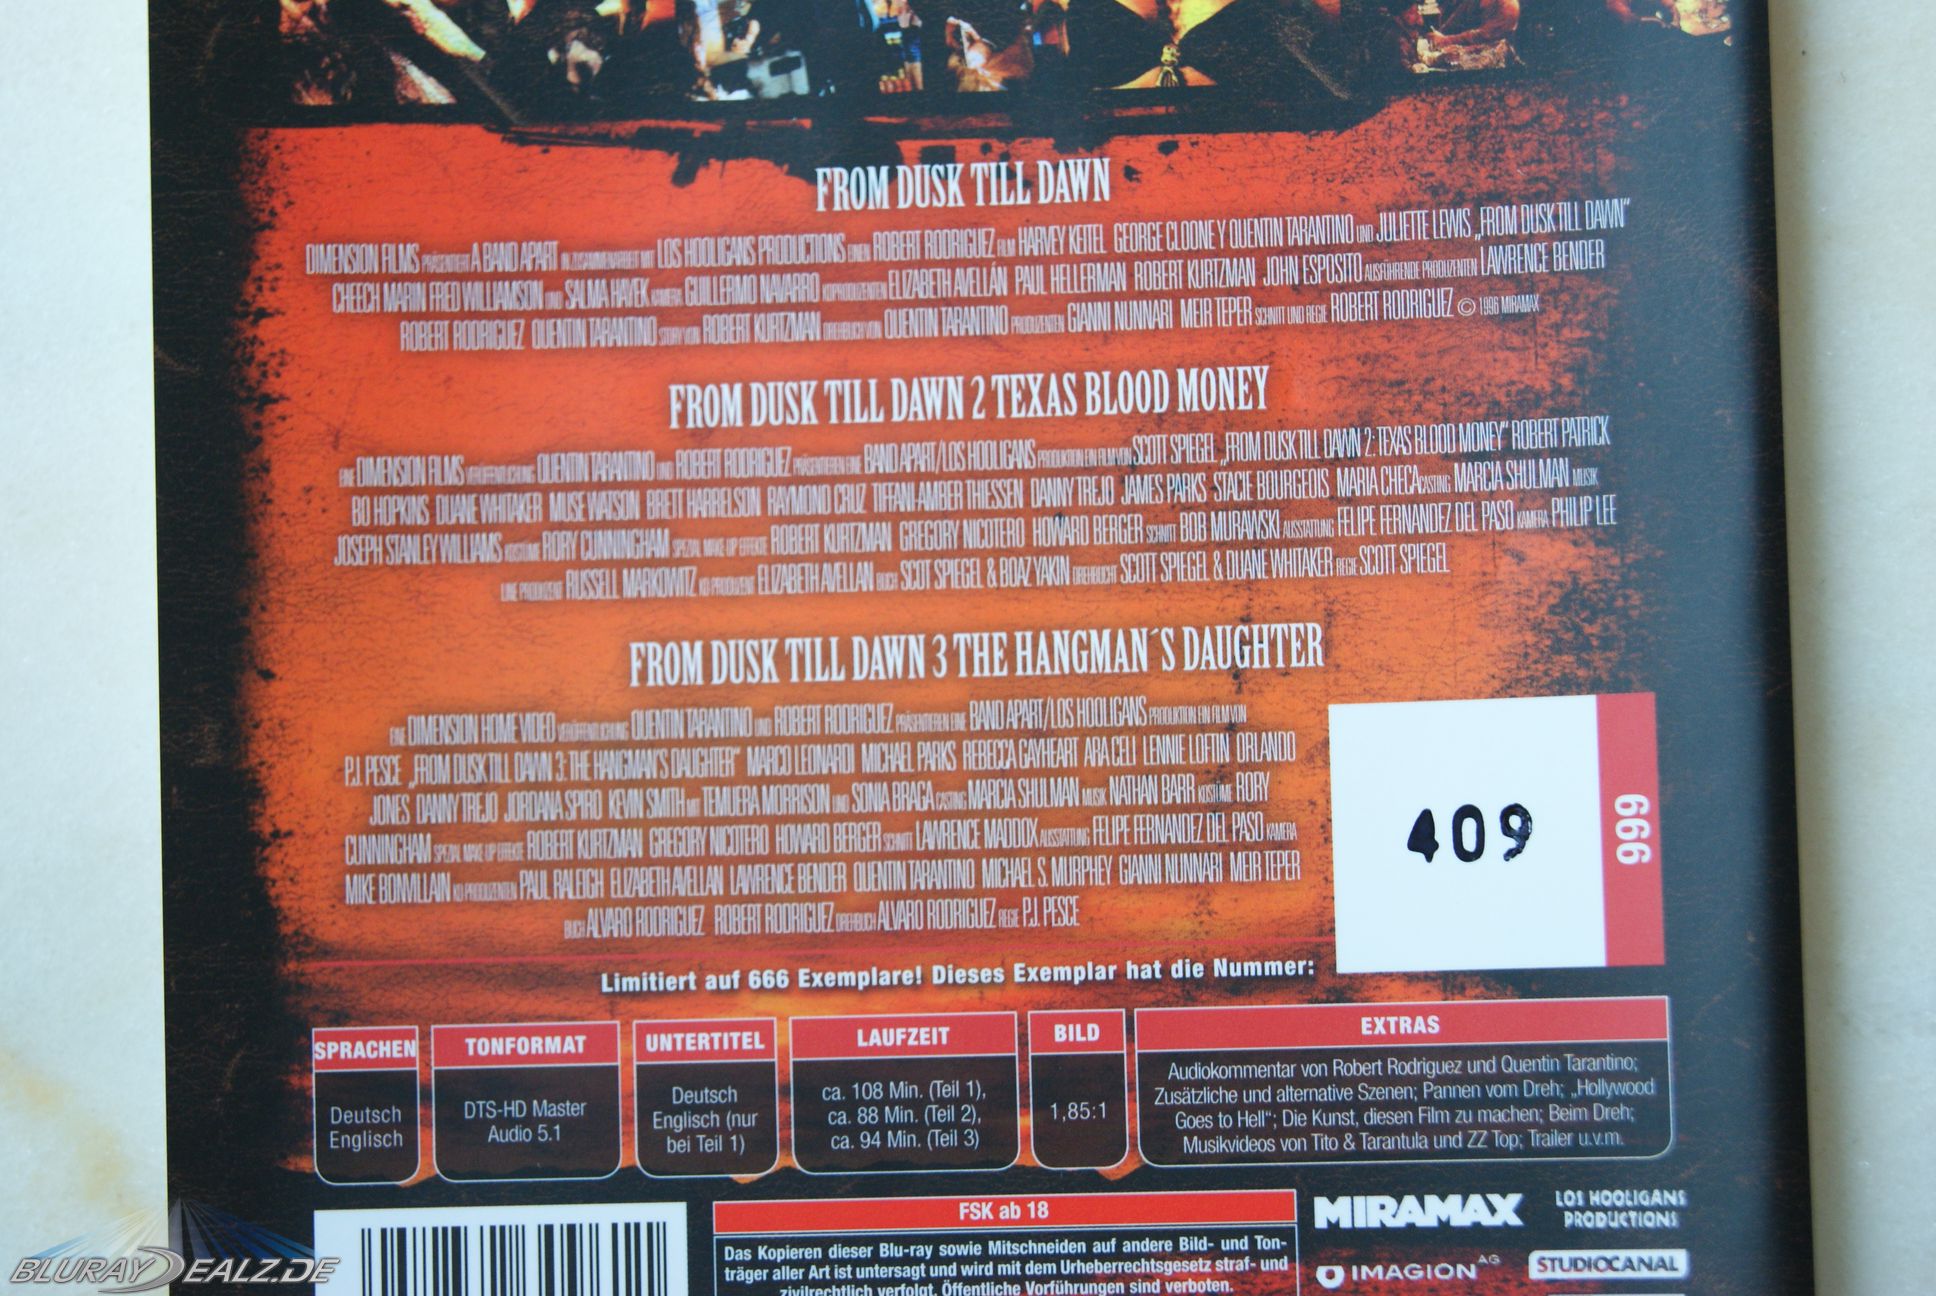 FROM DUSK TILL DAWN
DIMENSION FILMS PRÄSENTIERT A BAND APART IN ZUSAMMENARBEIT MIT LOS HOOLIGANS PRODUCTIONS EINEN ROBERT RODRIGUEZ FILM HARVEY KEITEL GEORGE CLOONEY QUENTIN TARANTINO UND JULIETTE LEWIS „FROM DUSK TILL DAWN“
CHEECH MARIN FRED WILLIAMSON UND SALMA HAYEK KAMERA GUILLERMO NAVARRO KOPRODUZENTEN ELIZABETH AVELLÁN PAUL HELLERMAN ROBERT KURTZMAN JOHN ESPOSITO AUSFÜHRENDE PRODUZENTEN LAWRENCE BENDER
ROBERT RODRIGUEZ QUENTIN TARANTINO STORY VON ROBERT KURTZMAN DREHBUCH VON QUENTIN TARANTINO PRODUZENTEN GIANNI NUNNARI MEIR TEPER SCHNITT UND REGIE ROBERT RODRIGUEZ © 1996 MIRAMAX
FROM DUSK TILL DAWN 2 TEXAS BLOOD MONEY
EINE DIMENSION FILMS VERÖFFENTLICHUNG QUENTIN TARANTINO UND ROBERT RODRIGUEZ PRÄSENTIEREN EINE BAND APART/LOS HOOLIGANS PRODUKTION EIN FILM VON SCOTT SPIEGEL „FROM DUSK TILL DAWN 2: TEXAS BLOOD MONEY“ ROBERT PATRICK
BO HOPKINS DUANE WHITAKER MUSE WATSON BRETT HARRELSON RAYMOND CRUZ TIFFANI-AMBER THIESSEN DANNY TREJO JAMES PARKS STACIE BOURGEOIS MARIA CHECA CASTING MARCIA SHULMAN MUSIK
JOSEPH STANLEY WILLIAMS KOSTÜME RORY CUNNINGHAM SPEZIAL MAKE UP EFFEKTE ROBERT KURTZMAN GREGORY NICOTERO HOWARD BERGER SCHNITT BOB MURAWSKI AUSSTATTUNG FELIPE FERNANDEZ DEL PASO KAMERA PHILIP LEE
LINE PRODUZENT RUSSELL MARKOWITZ KO-PRODUZENT ELIZABETH AVELLAN BUCH SCOT SPIEGEL & BOAZ YAKIN DREHBUCHT SCOTT SPIEGEL & DUANE WHITAKER REGIE SCOTT SPIEGEL
FROM DUSK TILL DAWN 3 THE HANGMAN´S DAUGHTER
EINE DIMENSION HOME VIDEO VERÖFFENTLICHUNG QUENTIN TARANTINO UND ROBERT RODRIGUEZ PRÄSENTIEREN EINE BAND APART/LOS HOOLIGANS PRODUKTION EIN FILM VON
P.J. PESCE „FROM DUSK TILL DAWN 3: THE HANGMAN'S DAUGHTER“ MARCO LEONARDI MICHAEL PARKS REBECCA GAYHEART ARA CELI LENNIE LOFTIN ORLANDO
JONES DANNY TREJO JORDANA SPIRO KEVIN SMITH MIT TEMUERA MORRISON UND SONIA BRAGA CASTING MARCIA SHULMAN MUSIK NATHAN BARR KOSTÜME RORY
CUNNINGHAM SPEZIAL MAKE UP EFFEKTE ROBERT KURTZMAN GREGORY NICOTERO HOWARD BERGER SCHNITT LAWRENCE MADDOX AUSSTATTUNG FELIPE FERNANDEZ DEL PASO KAMERA
MIKE BONVILLAIN KO PRODUZENTEN PAUL RALEIGH ELIZABETH AVELLAN LAWRENCE BENDER QUENTIN TARANTINO MICHAEL S. MURPHEY GIANNI NUNNARI MEIR TEPER
BUCH ALVARO RODRIGUEZ ROBERT RODRIGUEZ DREHBUCH ALVARO RODRIGUEZ REGIE P.J. PESCE
409
666
Limitiert auf 666 Exemplare! Dieses Exemplar hat die Nummer:
SPRACHEN
Deutsch
Englisch
TONFORMAT
DTS-HD Master
Audio 5.1
UNTERTITEL
Deutsch
Englisch (nur
bei Teil 1)
LAUFZEIT
ca. 108 Min. (Teil 1),
ca. 88 Min. (Teil 2),
ca. 94 Min. (Teil 3)
BILD
1,85:1
EXTRAS
Audiokommentar von Robert Rodriguez und Quentin Tarantino;
Zusätzliche und alternative Szenen; Pannen vom Dreh; „Hollywood
Goes to Hell“; Die Kunst, diesen Film zu machen; Beim Dreh;
Musikvideos von Tito & Tarantula und ZZ Top; Trailer u.v.m.
FSK ab 18
Das Kopieren dieser Blu-ray sowie Mitschneiden auf andere Bild- und Ton-
träger aller Art ist untersagt und wird mit dem Urheberrechtsgesetz straf- und
zivilrechtlich verfolgt. Öffentliche Vorführungen sind verboten.
MIRAMAX
LOS HOOLIGANS
PRODUCTIONS
IMAGION AG
STUDIOCANAL
BLURAYDEALZ.DE